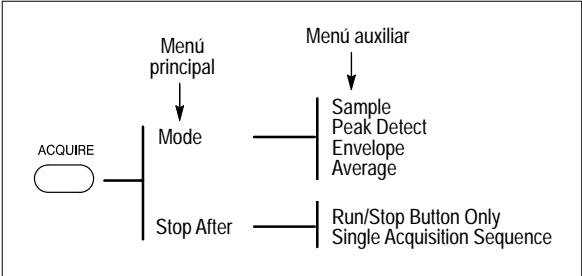 Menú
principal
Menú auxiliar
ACQUIRE
Mode
Sample
Peak Detect
Envelope
Average
Stop After
Run/Stop Button Only
Single Acquisition Sequence